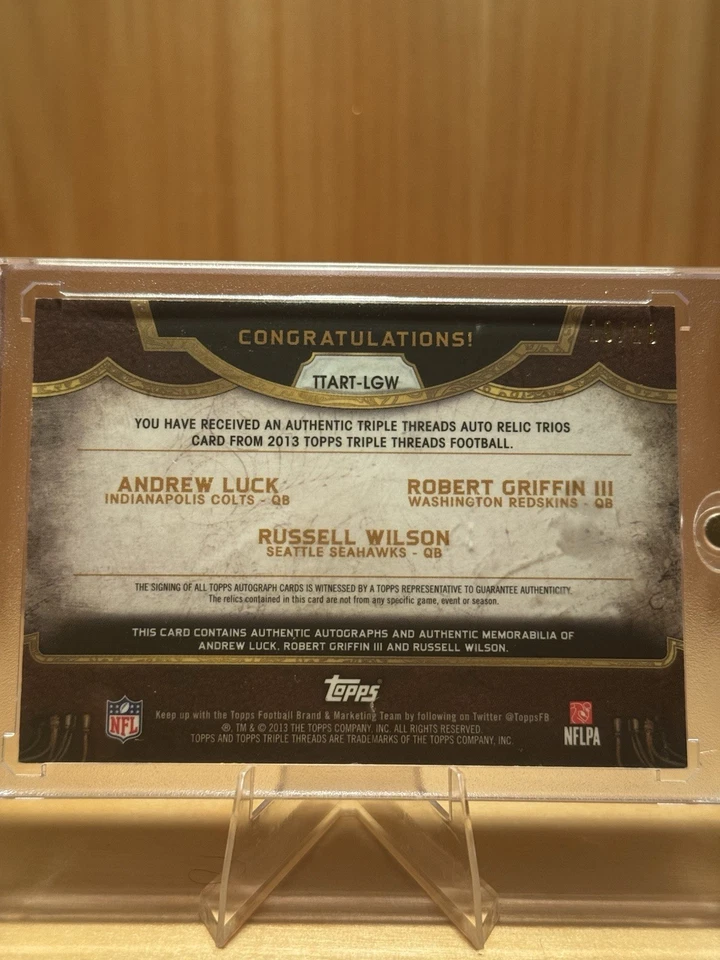 CONGRATULATIONS!
TTART-LGW
YOU HAVE RECEIVED AN AUTHENTIC TRIPLE THREADS AUTO RELIC TRIOS
CARD FROM 2013 TOPPS TRIPLE THREADS FOOTBALL.
ANDREW LUCK
INDIANAPOLIS COLTS - QB
ROBERT GRIFFIN III
WASHINGTON REDSKINS - QB
RUSSELL WILSON
SEATTLE SEAHAWKS - QB
THE SIGNING OF ALL TOPPS AUTOGRAPH CARDS IS WITNESSED BY A TOPPS REPRESENTATIVE TO GUARANTEE AUTHENTICITY.
The relics contained in this card are not from any specific game, event or season.
THIS CARD CONTAINS AUTHENTIC AUTOGRAPHS AND AUTHENTIC MEMORABILIA OF
ANDREW LUCK, ROBERT GRIFFIN III AND RUSSELL WILSON.
Topps
NFL
Keep up with the Topps Football Brand & Marketing Team by following on Twitter @ToppsFB
®, TM & © 2013 THE TOPPS COMPANY, INC. ALL RIGHTS RESERVED.
TOPPS AND TOPPS TRIPLE THREADS ARE TRADEMARKS OF THE TOPPS COMPANY, INC.
NFLPA